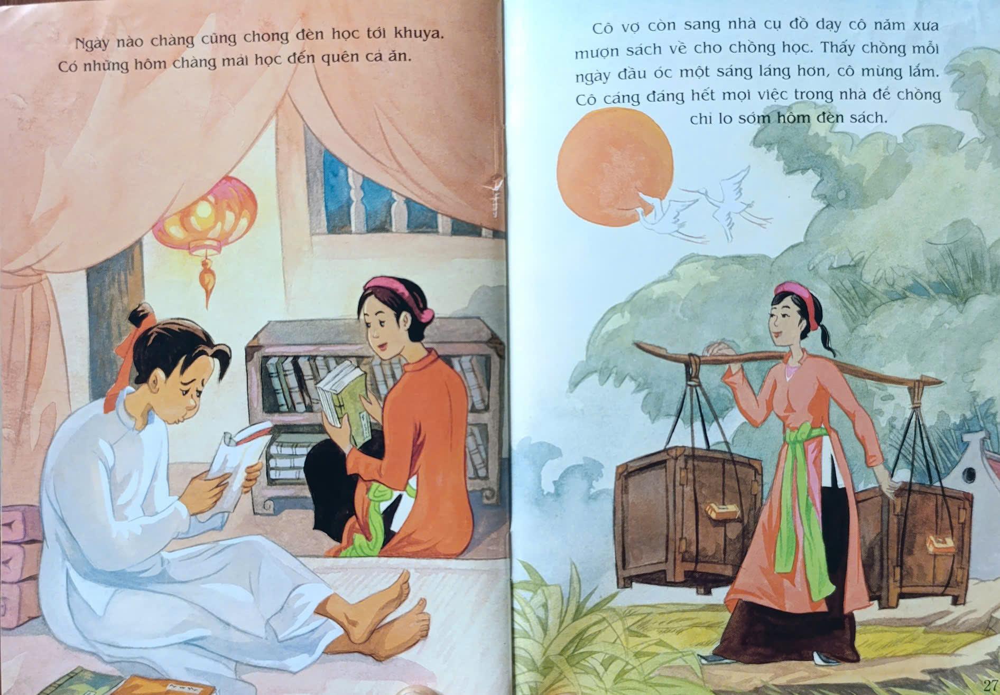 Ngày nào chàng cũng chong đèn học tới khuya.
Có những hôm chàng mải học đến quên cả ăn.
Cô vợ còn sang nhà cụ đồ dạy cô năm xưa
mượn sách về cho chồng học. Thấy chồng mỗi
ngày đầu óc một sáng láng hơn, cô mừng lắm.
Cô cáng đáng hết mọi việc trong nhà để chồng
chỉ lo sớm hôm đèn sách.
27